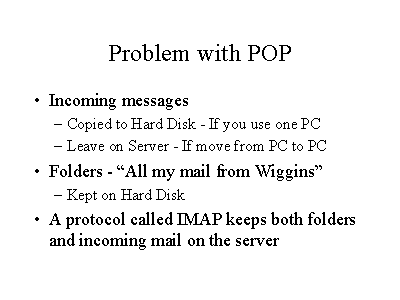 Problem with POP
• Incoming messages
– Copied to Hard Disk - If you use one PC
– Leave on Server - If move from PC to PC
• Folders - “All my mail from Wiggins”
– Kept on Hard Disk
• A protocol called IMAP keeps both folders
and incoming mail on the server